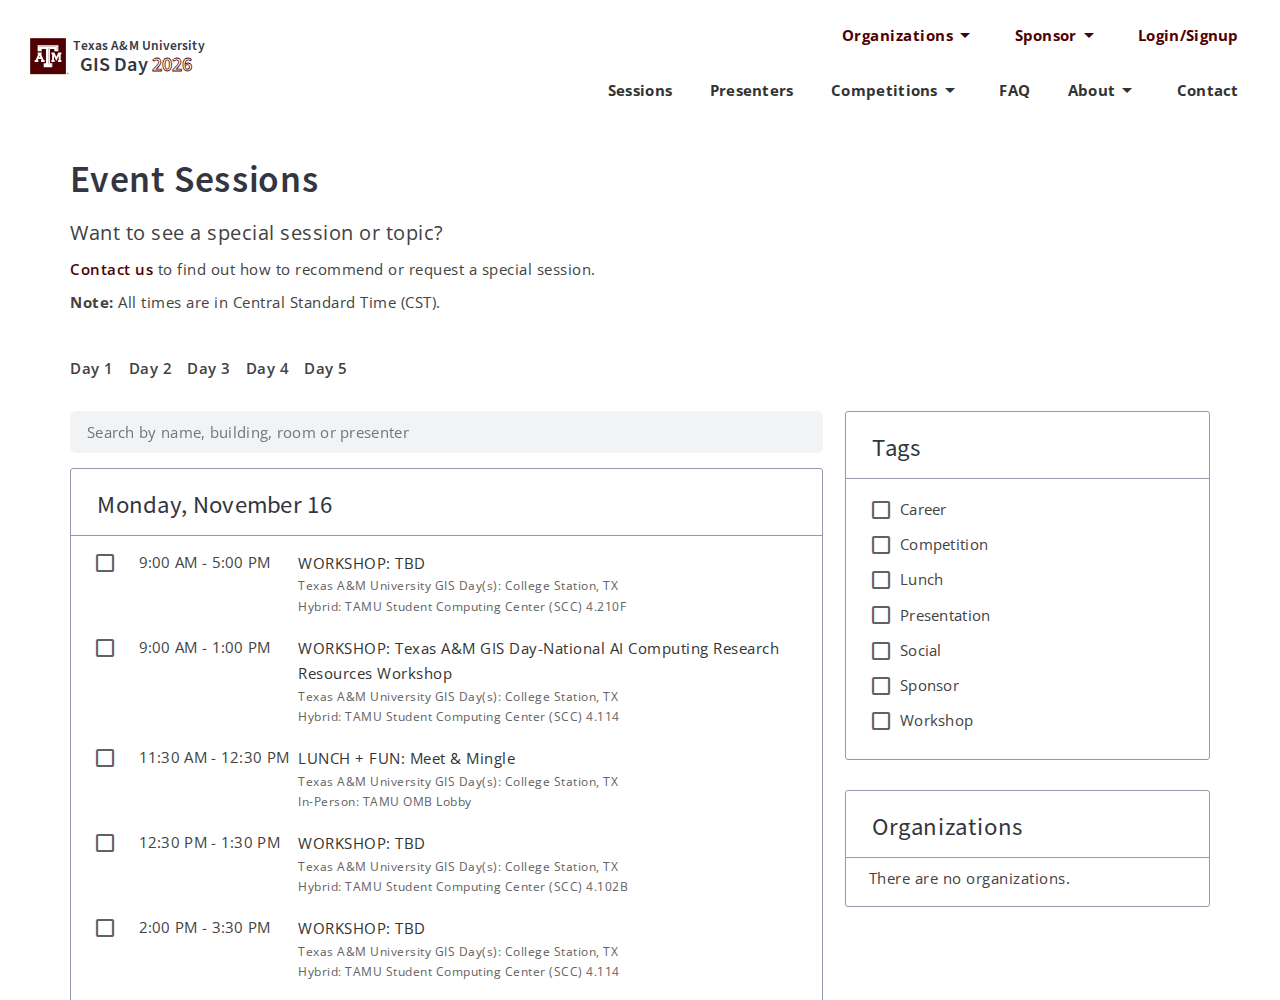 Texas A&M University
GIS Day 2026
Organizations
Sponsor
Login/Signup
Sessions
Presenters
Competitions
FAQ
About
Contact
Event Sessions
Want to see a special session or topic?
Contact us to find out how to recommend or request a special session.
Note: All times are in Central Standard Time (CST).
Day 1
Day 2
Day 3
Day 4
Day 5
Search by name, building, room or presenter
Monday, November 16
9:00 AM - 5:00 PM
WORKSHOP: TBD
Texas A&M University GIS Day(s): College Station, TX
Hybrid: TAMU Student Computing Center (SCC) 4.210F
9:00 AM - 1:00 PM
WORKSHOP: Texas A&M GIS Day-National AI Computing Research
Resources Workshop
Texas A&M University GIS Day(s): College Station, TX
Hybrid: TAMU Student Computing Center (SCC) 4.114
11:30 AM - 12:30 PM
LUNCH + FUN: Meet & Mingle
Texas A&M University GIS Day(s): College Station, TX
In-Person: TAMU OMB Lobby
12:30 PM - 1:30 PM
WORKSHOP: TBD
Texas A&M University GIS Day(s): College Station, TX
Hybrid: TAMU Student Computing Center (SCC) 4.102B
2:00 PM - 3:30 PM
WORKSHOP: TBD
Texas A&M University GIS Day(s): College Station, TX
Hybrid: TAMU Student Computing Center (SCC) 4.114
Tags
Career
Competition
Lunch
Presentation
Social
Sponsor
Workshop
Organizations
There are no organizations.